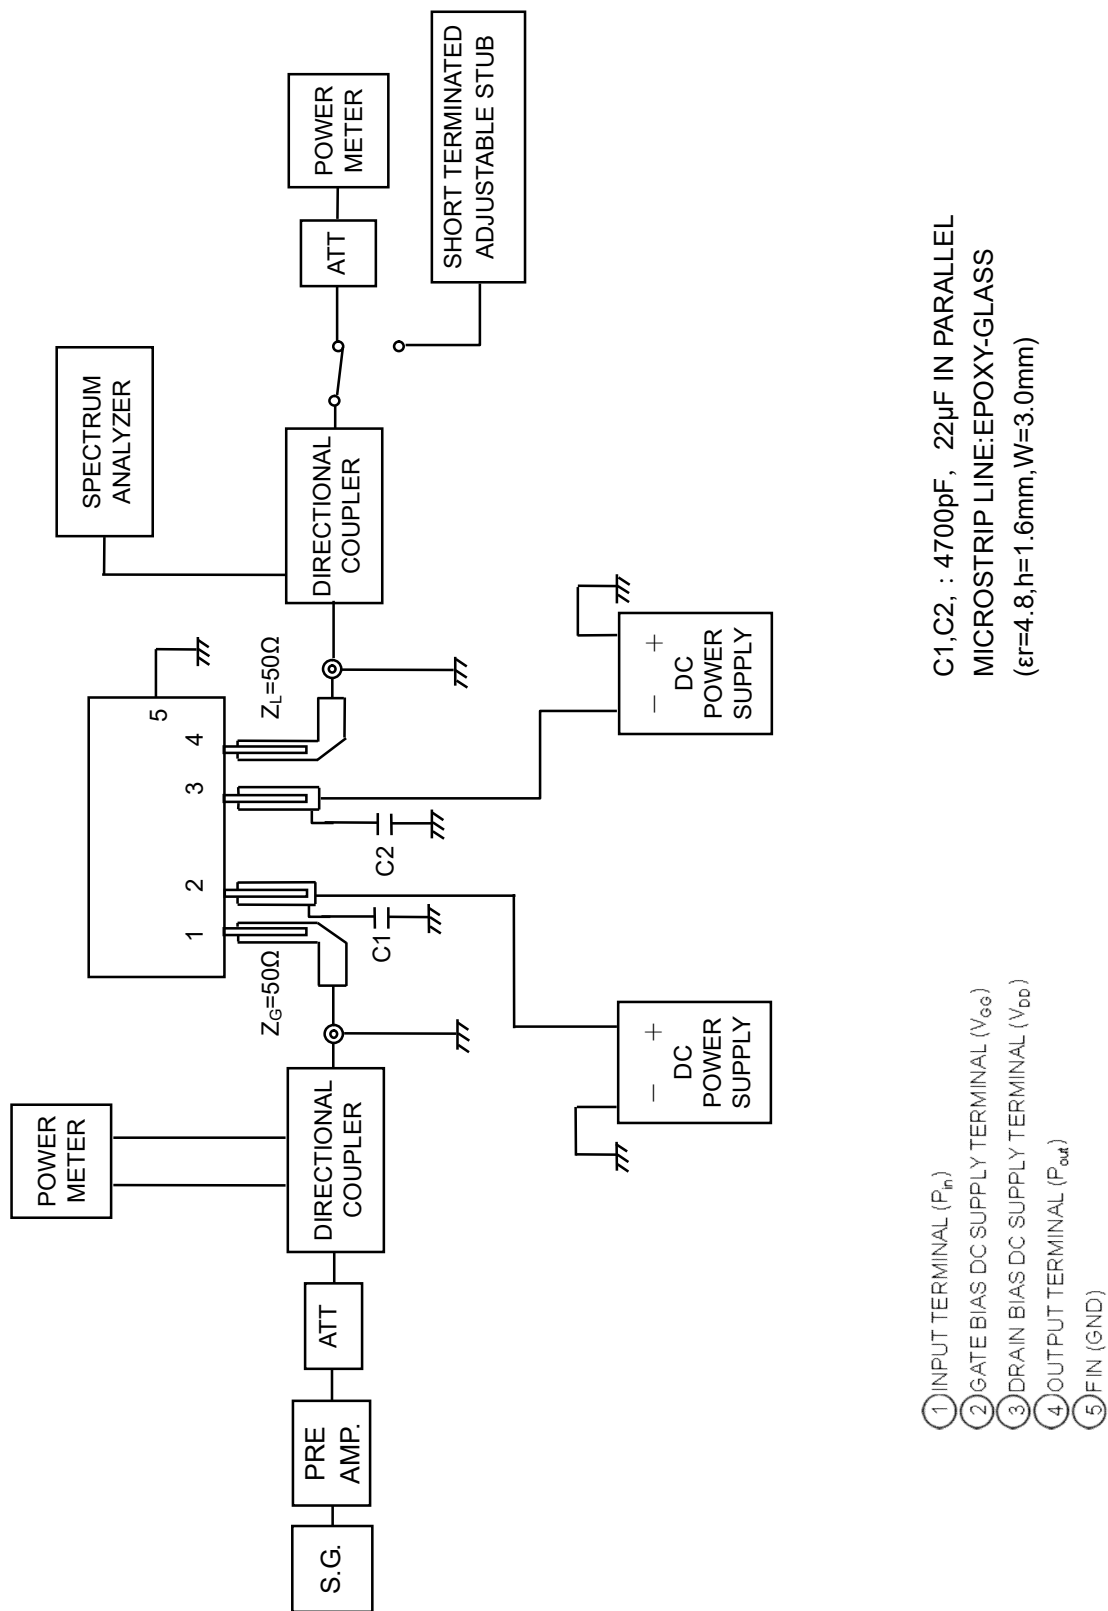 SPECTRUM
ANALYZER
POWER
METER
POWER
METER
5
1
2
3
4
Z_G=50Ω
Z_L=50Ω
S.G.
PRE
AMP.
ATT
DIRECTIONAL
COUPLER
DIRECTIONAL
COUPLER
ATT
C1
C2
SHORT TERMINATED
ADJUSTABLE STUB
− +
DC
POWER
SUPPLY
− +
DC
POWER
SUPPLY
C1,C2, : 4700pF, 22μF IN PARALLEL
MICROSTRIP LINE:EPOXY-GLASS
(εr=4.8,h=1.6mm,W=3.0mm)
① INPUT TERMINAL (P_in)
② GATE BIAS DC SUPPLY TERMINAL (V_GG)
③ DRAIN BIAS DC SUPPLY TERMINAL (V_DD)
④ OUTPUT TERMINAL (P_out)
⑤ FIN (GND)